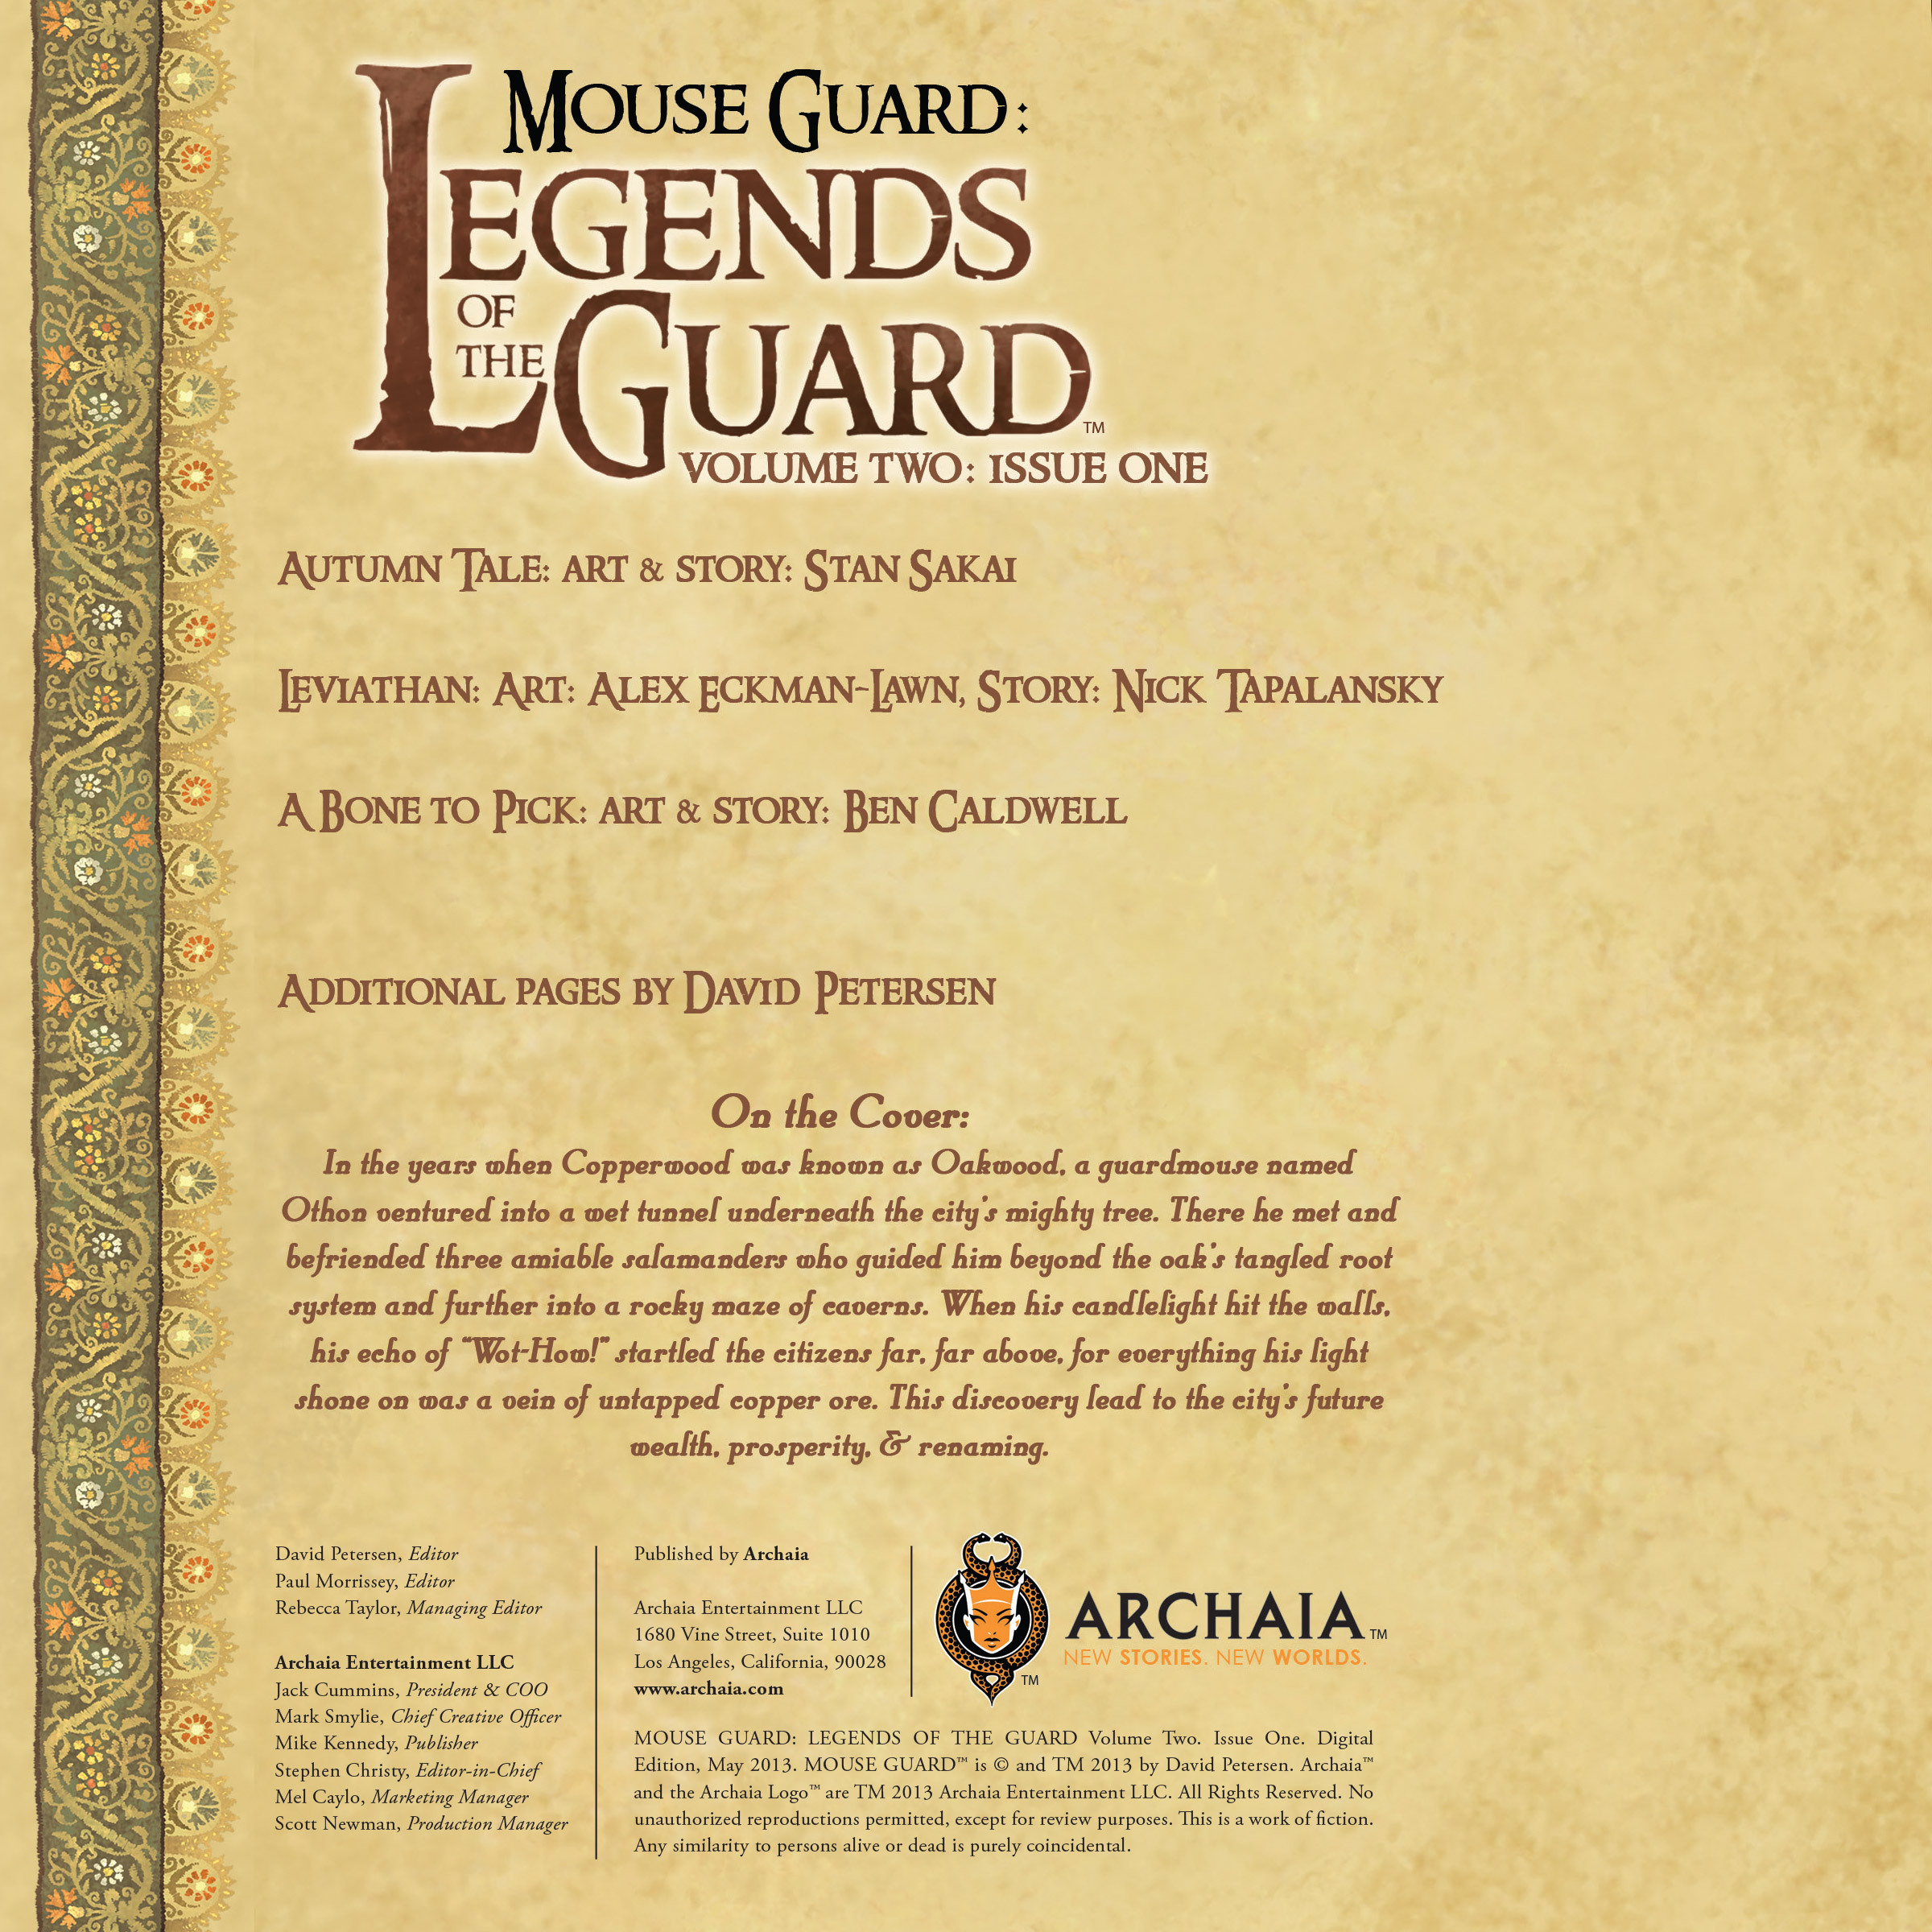 Mouse Guard:
Legends
of the Guard™
Volume Two: Issue One
Autumn Tale: art & story: Stan Sakai
Leviathan: Art: Alex Eckman-Lawn, Story: Nick Tapalansky
A Bone to Pick: art & story: Ben Caldwell
Additional pages by David Petersen
On the Cover:
In the years when Copperwood was known as Oakwood, a guardmouse named
Othon ventured into a wet tunnel underneath the city's mighty tree. There he met and
befriended three amiable salamanders who guided him beyond the oak's tangled root
system and further into a rocky maze of caverns. When his candlelight hit the walls,
his echo of "Wot-How!" startled the citizens far, far above, for everything his light
shone on was a vein of untapped copper ore. This discovery lead to the city's future
wealth, prosperity, & renaming.
David Petersen, Editor
Paul Morrissey, Editor
Rebecca Taylor, Managing Editor
Archaia Entertainment LLC
Jack Cummins, President & COO
Mark Smylie, Chief Creative Officer
Mike Kennedy, Publisher
Stephen Christy, Editor-in-Chief
Mel Caylo, Marketing Manager
Scott Newman, Production Manager
Published by Archaia
Archaia Entertainment LLC
1680 Vine Street, Suite 1010
Los Angeles, California, 90028
www.archaia.com
TM
ARCHAIA™
NEW STORIES. NEW WORLDS.
MOUSE GUARD: LEGENDS OF THE GUARD Volume Two. Issue One. Digital
Edition, May 2013. MOUSE GUARD™ is © and TM 2013 by David Petersen. Archaia™
and the Archaia Logo™ are TM 2013 Archaia Entertainment LLC. All Rights Reserved. No
unauthorized reproductions permitted, except for review purposes. This is a work of fiction.
Any similarity to persons alive or dead is purely coincidental.